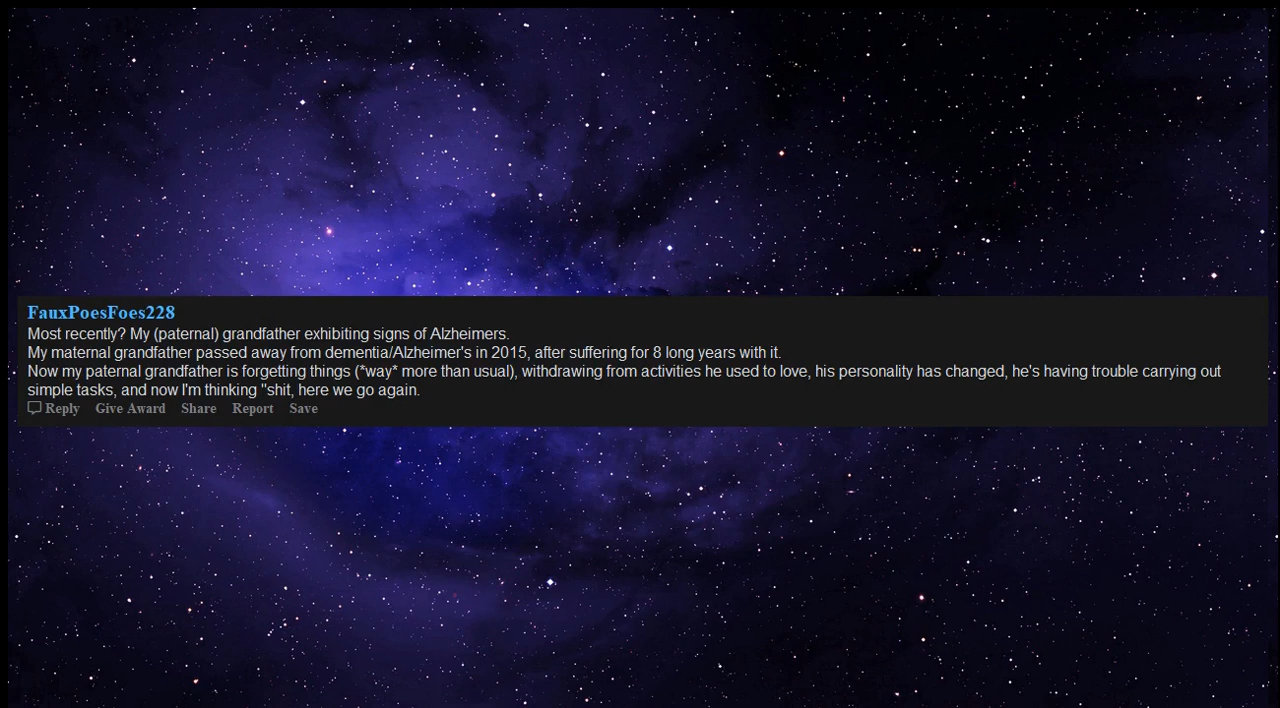 FauxPoesFoes228
Most recently? My (paternal) grandfather exhibiting signs of Alzheimers.
My maternal grandfather passed away from dementia/Alzheimer's in 2015, after suffering for 8 long years with it.
Now my paternal grandfather is forgetting things (*way* more than usual), withdrawing from activities he used to love, his personality has changed, he's having trouble carrying out
simple tasks, and now I'm thinking "shit, here we go again.
Reply Give Award Share Report Save